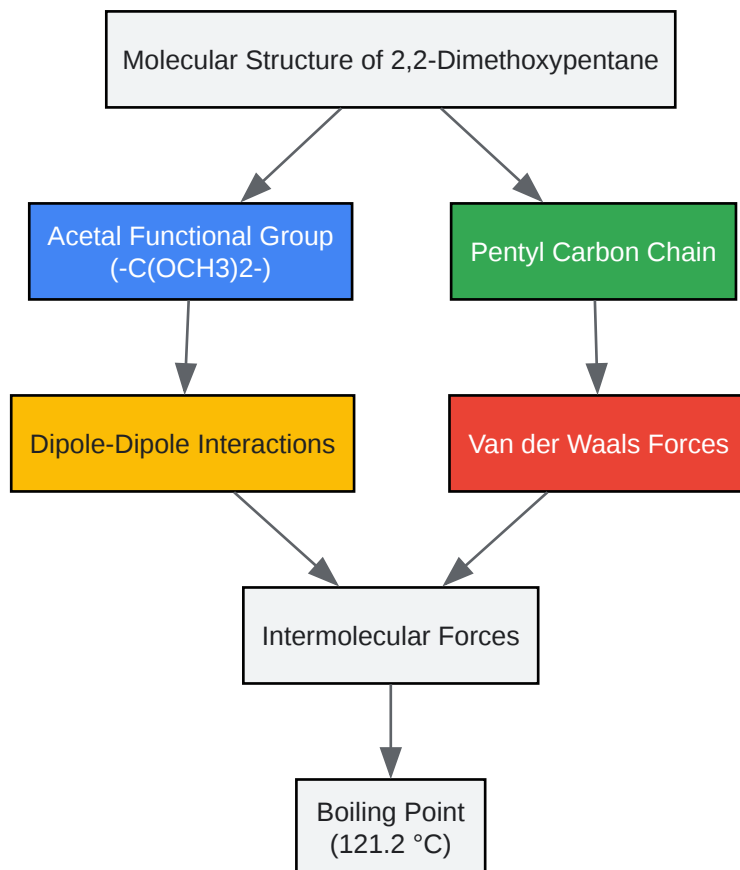 Molecular Structure of 2,2-Dimethoxypentane
Acetal Functional Group
(-C(OCH3)2-)
Pentyl Carbon Chain
Dipole-Dipole Interactions
Van der Waals Forces
Intermolecular Forces
Boiling Point
(121.2 °C)